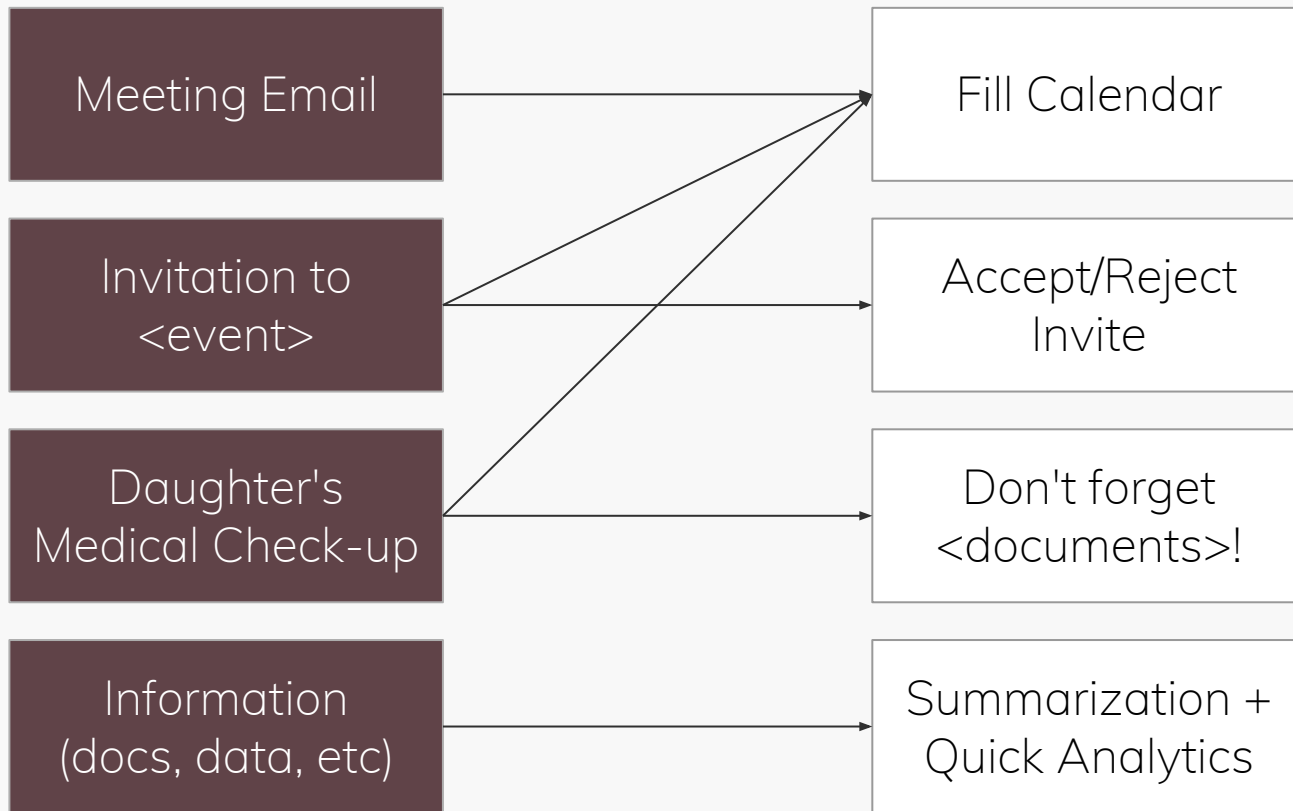 Meeting Email
Fill Calendar
Invitation to
<event>
Accept/Reject
Invite
Daughter's
Medical Check-up
Don't forget
<documents>!
Information
(docs, data, etc)
Summarization +
Quick Analytics